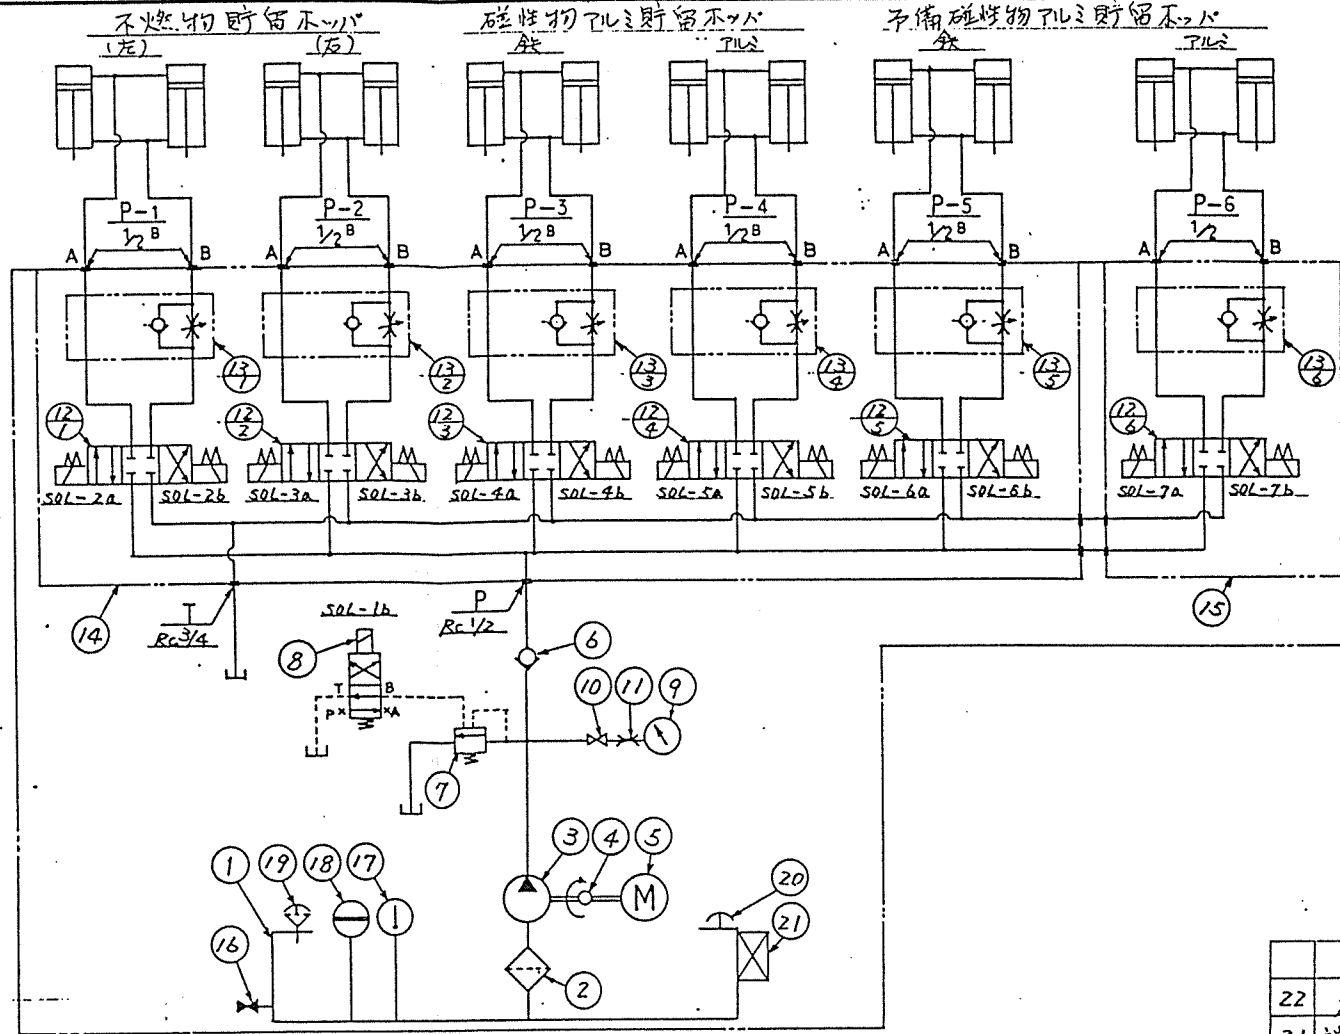 不燃物貯留ホッパ 磁性物アルミ貯留ホッパ 予備磁性物アルミ貯留ホッパ
(左) (右) 鉄 アルミ 鉄 アルミ
P-1 P-2 P-3 P-4 P-5 P-6
1/2B 1/2B 1/2B 1/2B 1/2B 1/2
A B A B A B A B A B A B
13/1 13/2 13/3 13/4 13/5 13/6
12/1 12/2 12/3 12/4 12/5 12/6
SOL-2a SOL-2b SOL-3a SOL-3b SOL-4a SOL-4b SOL-5a SOL-5b SOL-6a SOL-6b SOL-7a SOL-7b
14 T SOL-1b P 15
Rc 3/4 Rc 1/2
8 6
T B
P A
10 11 9
7
3 4 5
1 19 18 17 20
21
16 2 M
22